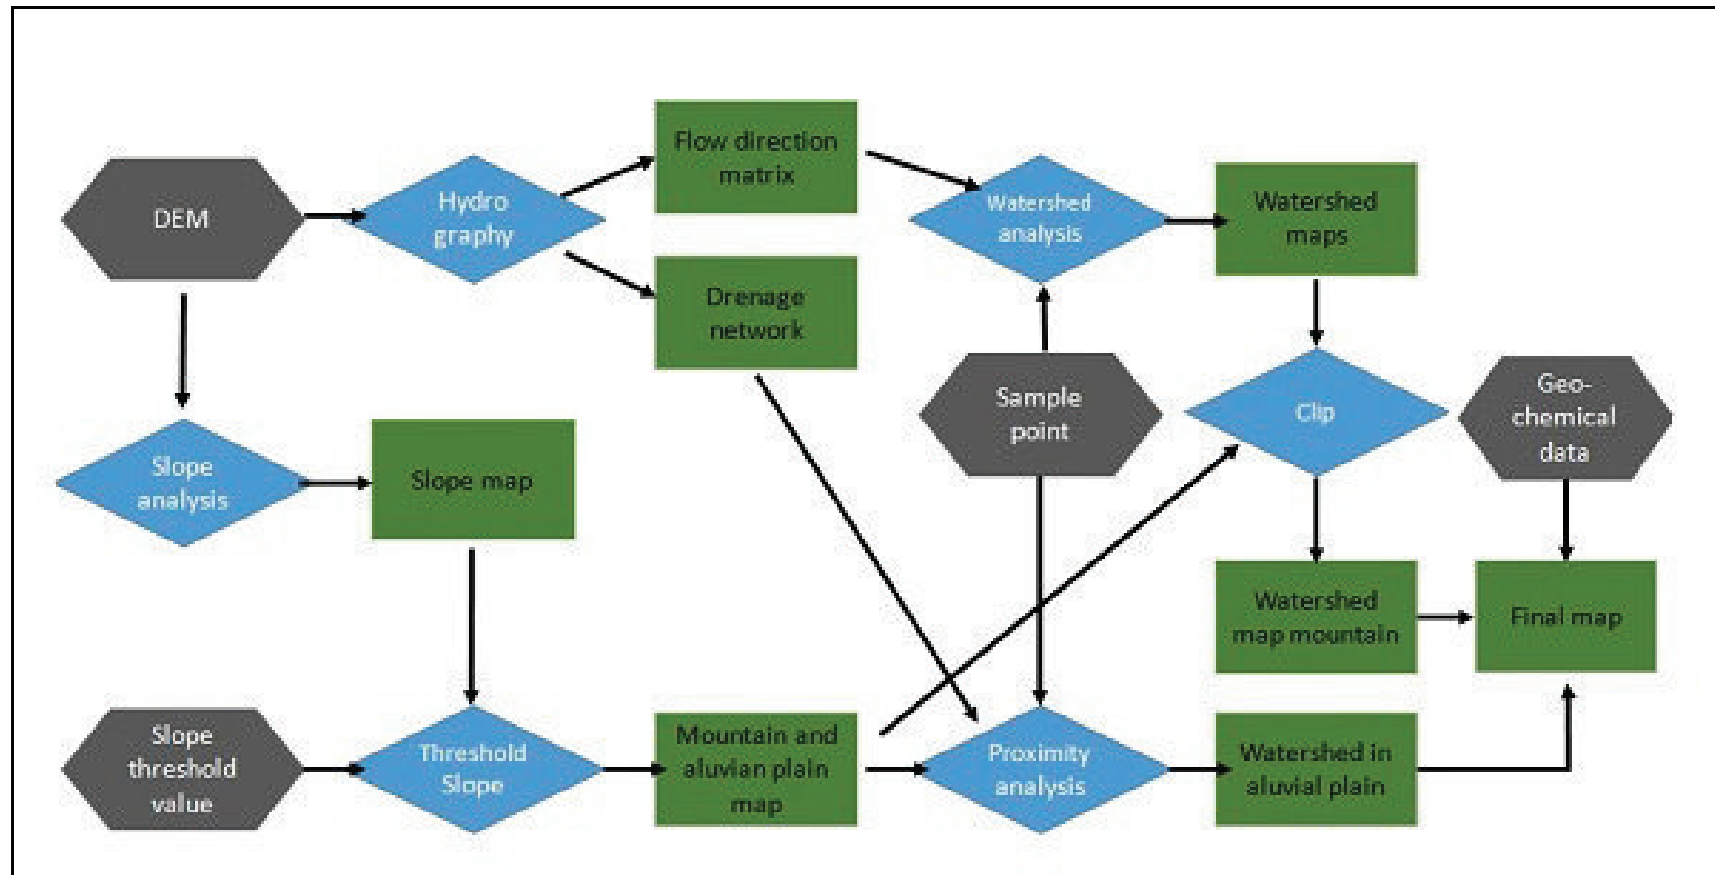 Flow direction
matrix
DEM
Hydro
graphy
Watershed
analysis
Watershed
maps
Drenage
network
Sample
point
Clip
Geo-
chemical
data
Slope
analysis
Slope map
Watershed
map mountain
Final map
Slope
threshold
value
Threshold
Slope
Mountain and
aluvian plain
map
Proximity
analysis
Watershed in
aluvial plain